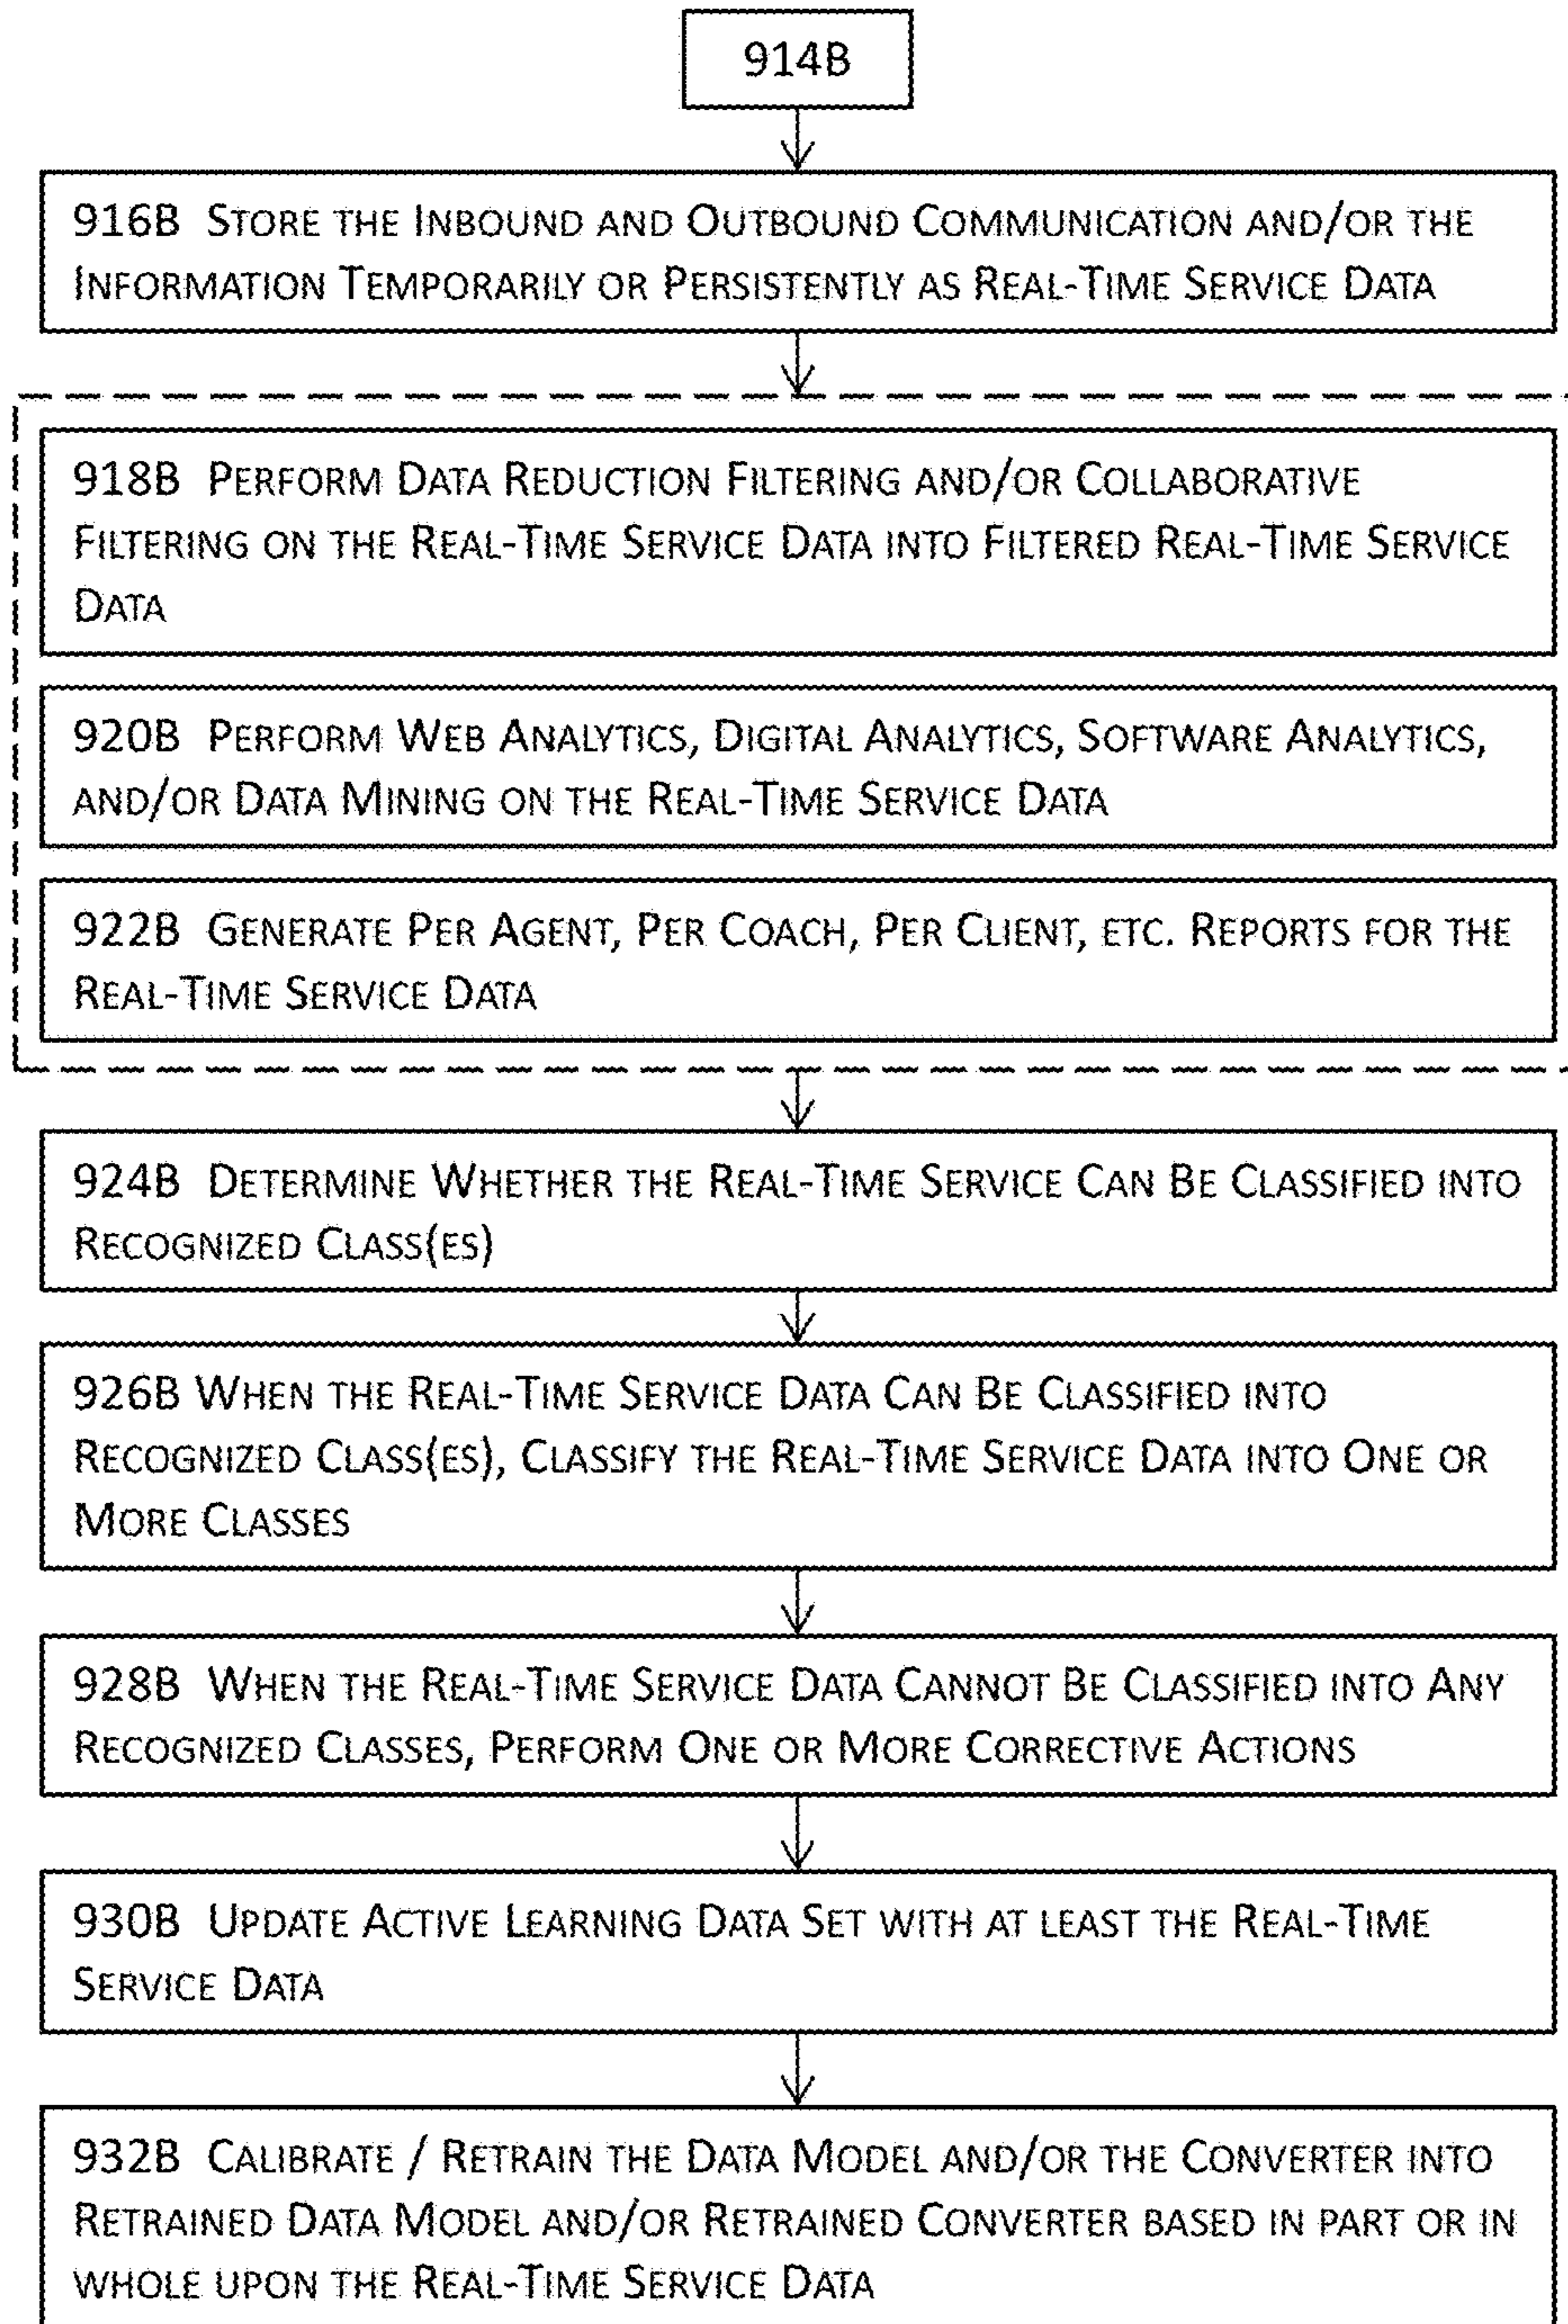 914B
916B STORE THE INBOUND AND OUTBOUND COMMUNICATION AND/OR THE
INFORMATION TEMPORARILY OR PERSISTENTLY AS REAL-TIME SERVICE DATA
918B PERFORM DATA REDUCTION FILTERING AND/OR COLLABORATIVE
FILTERING ON THE REAL-TIME SERVICE DATA INTO FILTERED REAL-TIME SERVICE
DATA
920B PERFORM WEB ANALYTICS, DIGITAL ANALYTICS, SOFTWARE ANALYTICS,
AND/OR DATA MINING ON THE REAL-TIME SERVICE DATA
922B GENERATE PER AGENT, PER COACH, PER CLIENT, ETC. REPORTS FOR THE
REAL-TIME SERVICE DATA
924B DETERMINE WHETHER THE REAL-TIME SERVICE CAN BE CLASSIFIED INTO
RECOGNIZED CLASS(ES)
926B WHEN THE REAL-TIME SERVICE DATA CAN BE CLASSIFIED INTO
RECOGNIZED CLASS(ES), CLASSIFY THE REAL-TIME SERVICE DATA INTO ONE OR
MORE CLASSES
928B WHEN THE REAL-TIME SERVICE DATA CANNOT BE CLASSIFIED INTO ANY
RECOGNIZED CLASSES, PERFORM ONE OR MORE CORRECTIVE ACTIONS
930B UPDATE ACTIVE LEARNING DATA SET WITH AT LEAST THE REAL-TIME
SERVICE DATA
932B CALIBRATE / RETRAIN THE DATA MODEL AND/OR THE CONVERTER INTO
RETRAINED DATA MODEL AND/OR RETRAINED CONVERTER BASED IN PART OR IN
WHOLE UPON THE REAL-TIME SERVICE DATA